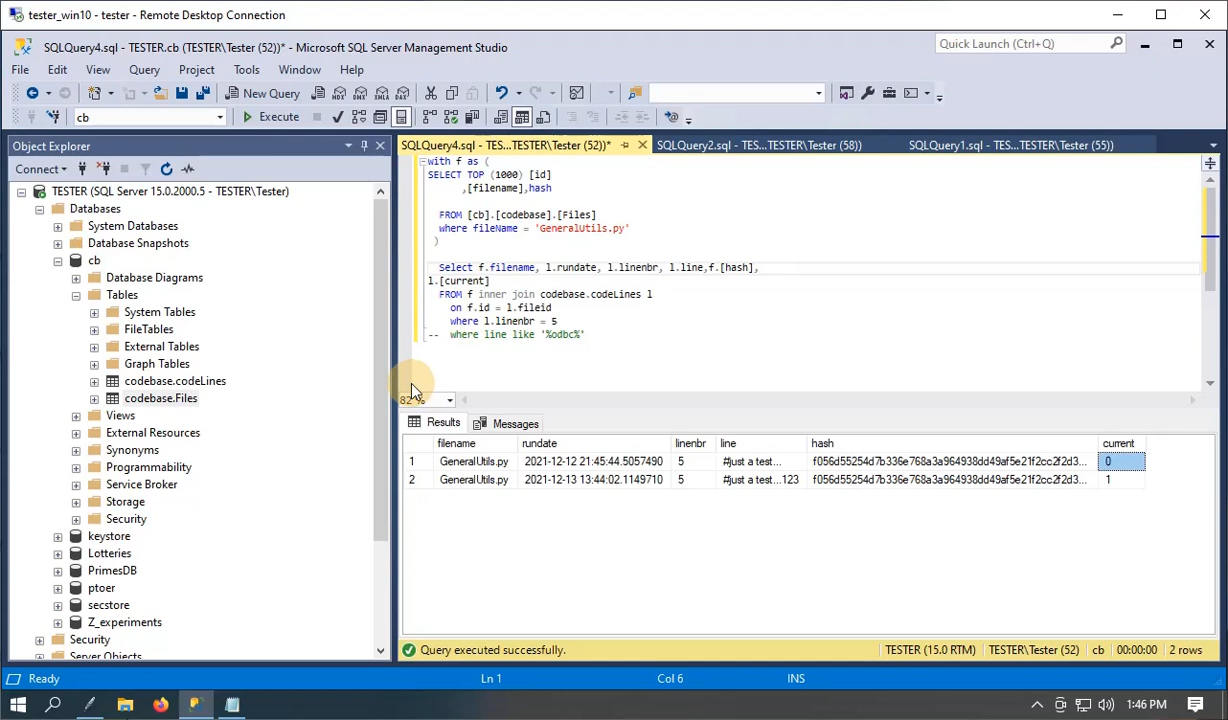 tester_win10 - tester - Remote Desktop Connection
SQLQuery4.sql - TESTER.cb (TESTER\Tester (52))* - Microsoft SQL Server Management Studio
Quick Launch (Ctrl+Q)
File Edit View Query Project Tools Window Help
New Query
MDX DMX XMLA DAX
cb
Execute
Object Explorer
Connect
TESTER (SQL Server 15.0.2000.5 - TESTER\Tester)
Databases
System Databases
Database Snapshots
cb
Database Diagrams
Tables
System Tables
FileTables
External Tables
Graph Tables
codebase.codeLines
codebase.Files
Views
External Resources
Synonyms
Programmability
Service Broker
Storage
Security
keystore
Lotteries
PrimesDB
ptoer
secstore
Z_experiments
Security
Server Objects
SQLQuery4.sql - TES...TESTER\Tester (52))*
SQLQuery2.sql - TES...TESTER\Tester (58))
SQLQuery1.sql - TES...TESTER\Tester (55))
with f as (
SELECT TOP (1000) [id]
,[filename],hash
FROM [cb].[codebase].[Files]
where fileName = 'GeneralUtils.py'
)
Select f.filename, l.rundate, l.linenbr, l.line,f.[hash],
l.[current]
FROM f inner join codebase.codeLines l
on f.id = l.fileid
where l.linenbr = 5
-- where line like '%odbc%'
82 %
Results Messages
filename rundate linenbr line hash current
1 GeneralUtils.py 2021-12-12 21:45:44.5057490 5 #just a test... f056d55254d7b336e768a3a964938dd49af5e21f2cc2f2d3... 0
2 GeneralUtils.py 2021-12-13 13:44:02.1149710 5 #just a test...123 f056d55254d7b336e768a3a964938dd49af5e21f2cc2f2d3... 1
Query executed successfully.
TESTER (15.0 RTM) TESTER\Tester (52) cb 00:00:00 2 rows
Ready Ln 1 Col 6 INS
1:46 PM